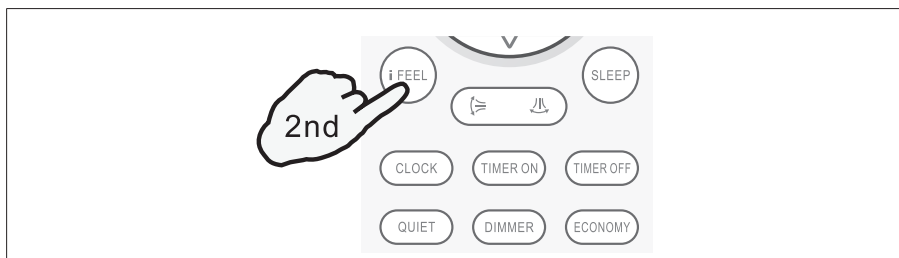 i FEEL
SLEEP
2nd
CLOCK TIMER ON TIMER OFF
QUIET DIMMER ECONOMY